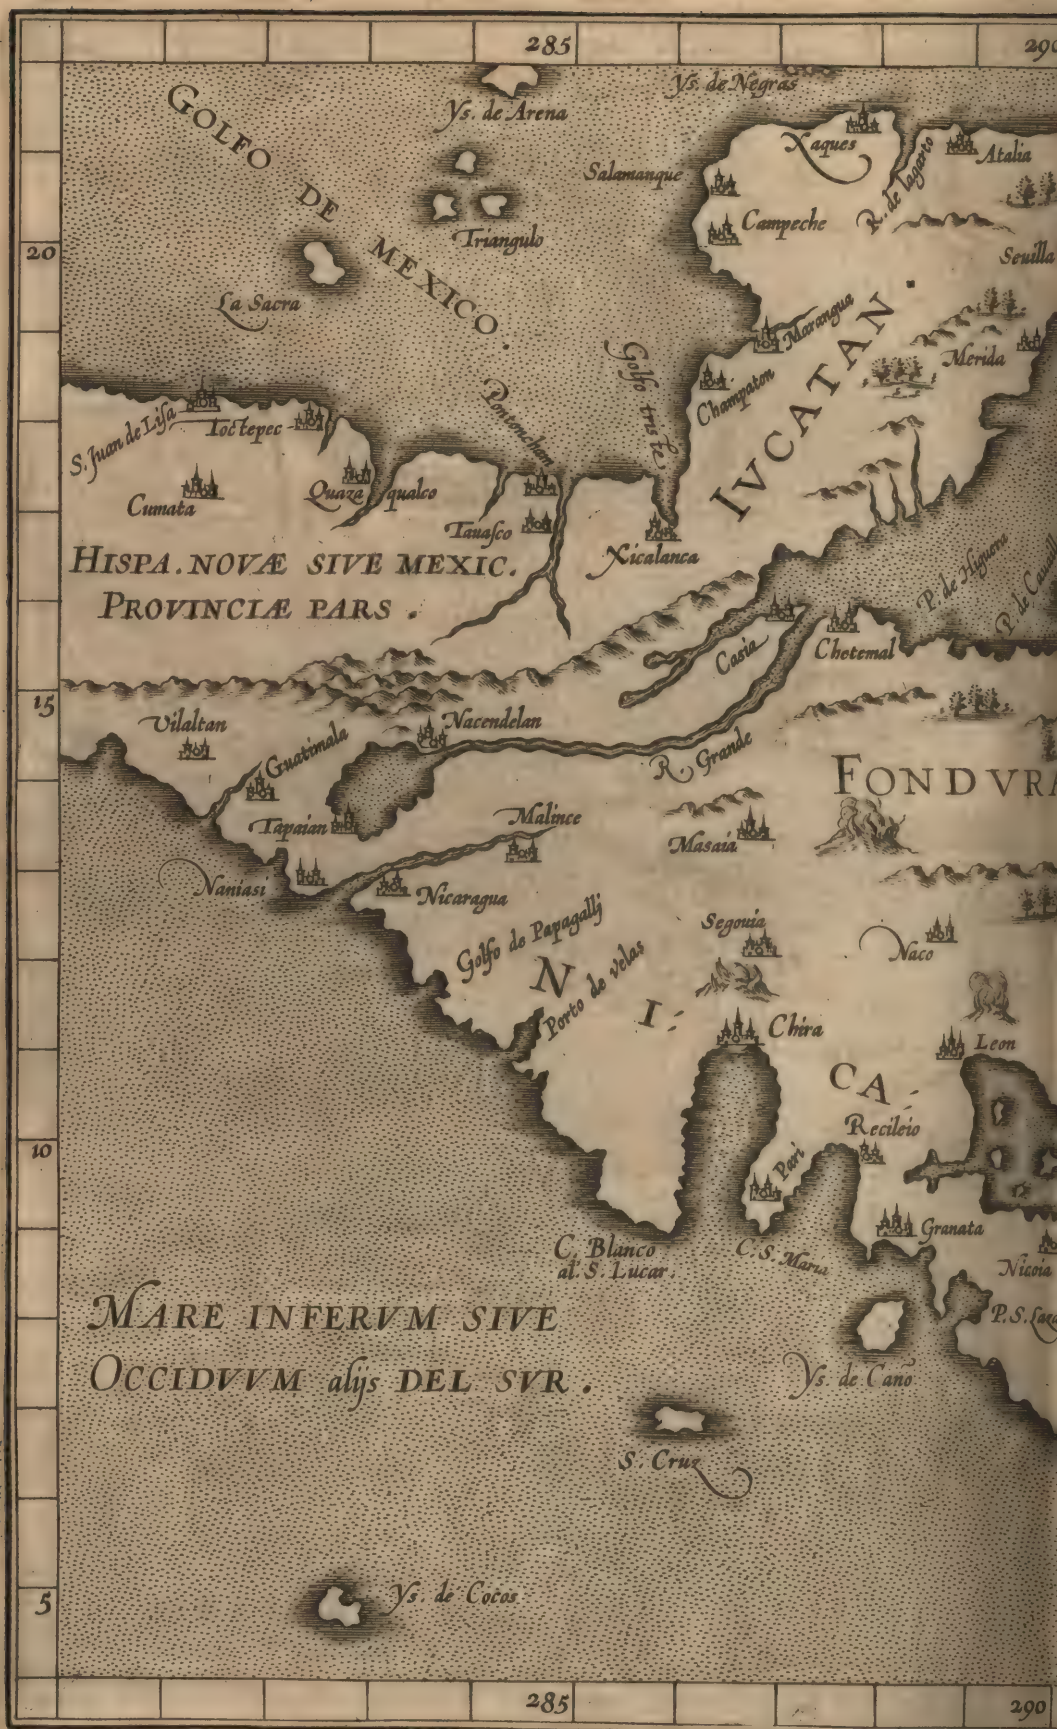 285
290
GOLFO DE MEXICO.
Ys. de Arena
Ys. de Negras
Xaques
R. de lagarto
Atalia
Salamanque
Campeche
Triangulo
20
Seuilla
La Sacra
Marangua
IVCATAN.
Golfo triste
Merida
Champaton
Pontonchan
S. Juan de Lisa
Toctepec
Quaza qualco
Cumata
Tauasco
Xicalanca
HISPA. NOVÆ SIVE MEXIC.
PROVINCIÆ PARS.
P. de Higuera
P. de Cauall
Casia
Chetemal
15
Vilaltan
Nacendelan
Guatimala
R. Grande
FONDVRA
Tapaian
Malince
Masaia
Naniasi
Nicaragua
Golfo de Papagallj
Segouia
Naco
Porto de velas
NI:
Chira
Leon
CA:
Recileio
10
Pari
Granata
C. Blanco
al. S. Lucar.
C. S. Maria
Nicoia
P. S. Laza
MARE INFERVM SIVE
OCCIDVVM alijs DEL SVR.
Ys. de Cano
S. Cruz
5
Ys. de Cocos
285
290